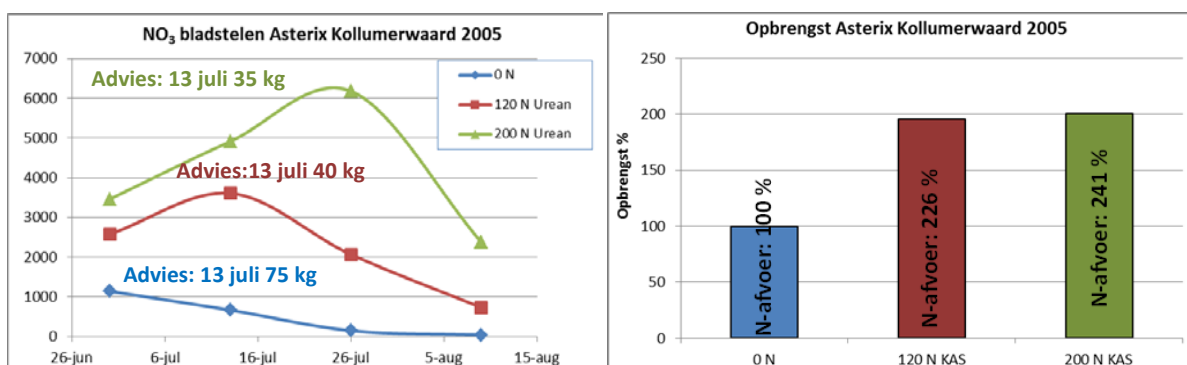 NO₃ bladstelen Asterix Kollumerwaard 2005
7000
6000
5000
4000
3000
2000
1000
0
Advies: 13 juli 35 kg
Advies:13 juli 40 kg
Advies: 13 juli 75 kg
0 N
120 N Urean
200 N Urean
26-jun
6-jul
16-jul
26-jul
5-aug
15-aug
Opbrengst Asterix Kollumerwaard 2005
Opbrengst %
250
200
150
100
50
0
N-afvoer: 100 %
N-afvoer: 226 %
N-afvoer: 241 %
0 N
120 N KAS
200 N KAS